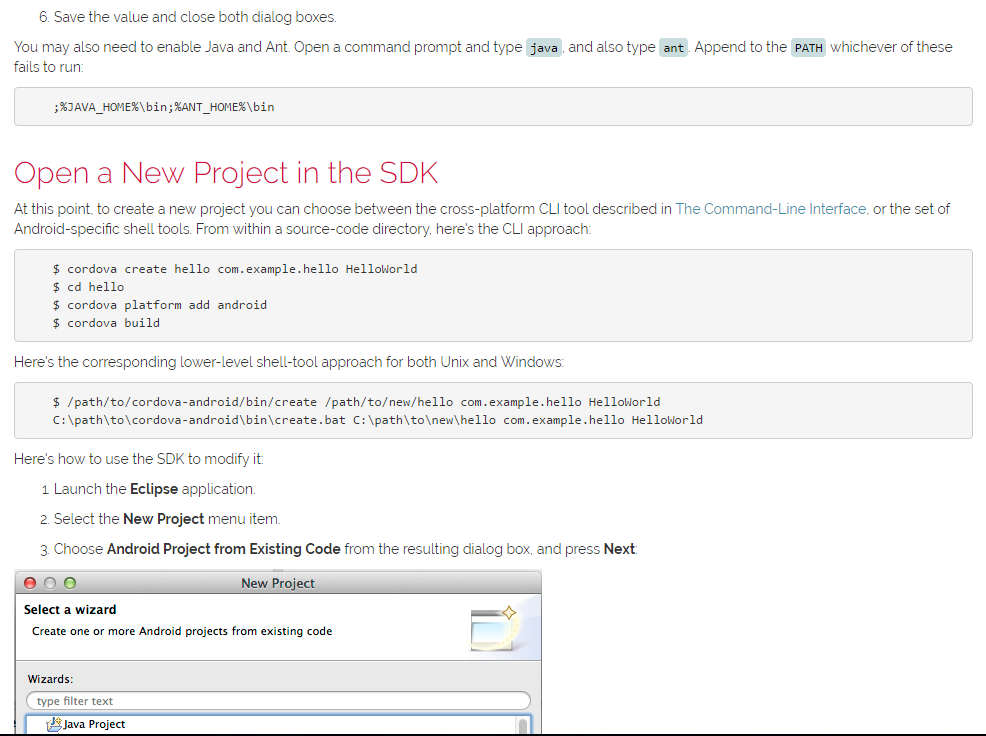 6. Save the value and close both dialog boxes.
You may also need to enable Java and Ant. Open a command prompt and type java, and also type ant. Append to the PATH whichever of these
fails to run:
;%JAVA_HOME%\bin;%ANT_HOME%\bin
Open a New Project in the SDK
At this point, to create a new project you can choose between the cross-platform CLI tool described in The Command-Line Interface, or the set of
Android-specific shell tools. From within a source-code directory, here's the CLI approach:
$ cordova create hello com.example.hello HelloWorld
$ cd hello
$ cordova platform add android
$ cordova build
Here's the corresponding lower-level shell-tool approach for both Unix and Windows:
$ /path/to/cordova-android/bin/create /path/to/new/hello com.example.hello HelloWorld
C:\path\to\cordova-android\bin\create.bat C:\path\to\new\hello com.example.hello HelloWorld
Here's how to use the SDK to modify it:
1. Launch the Eclipse application.
2. Select the New Project menu item.
3. Choose Android Project from Existing Code from the resulting dialog box, and press Next:
New Project
Select a wizard
Create one or more Android projects from existing code
Wizards:
type filter text
Java Project